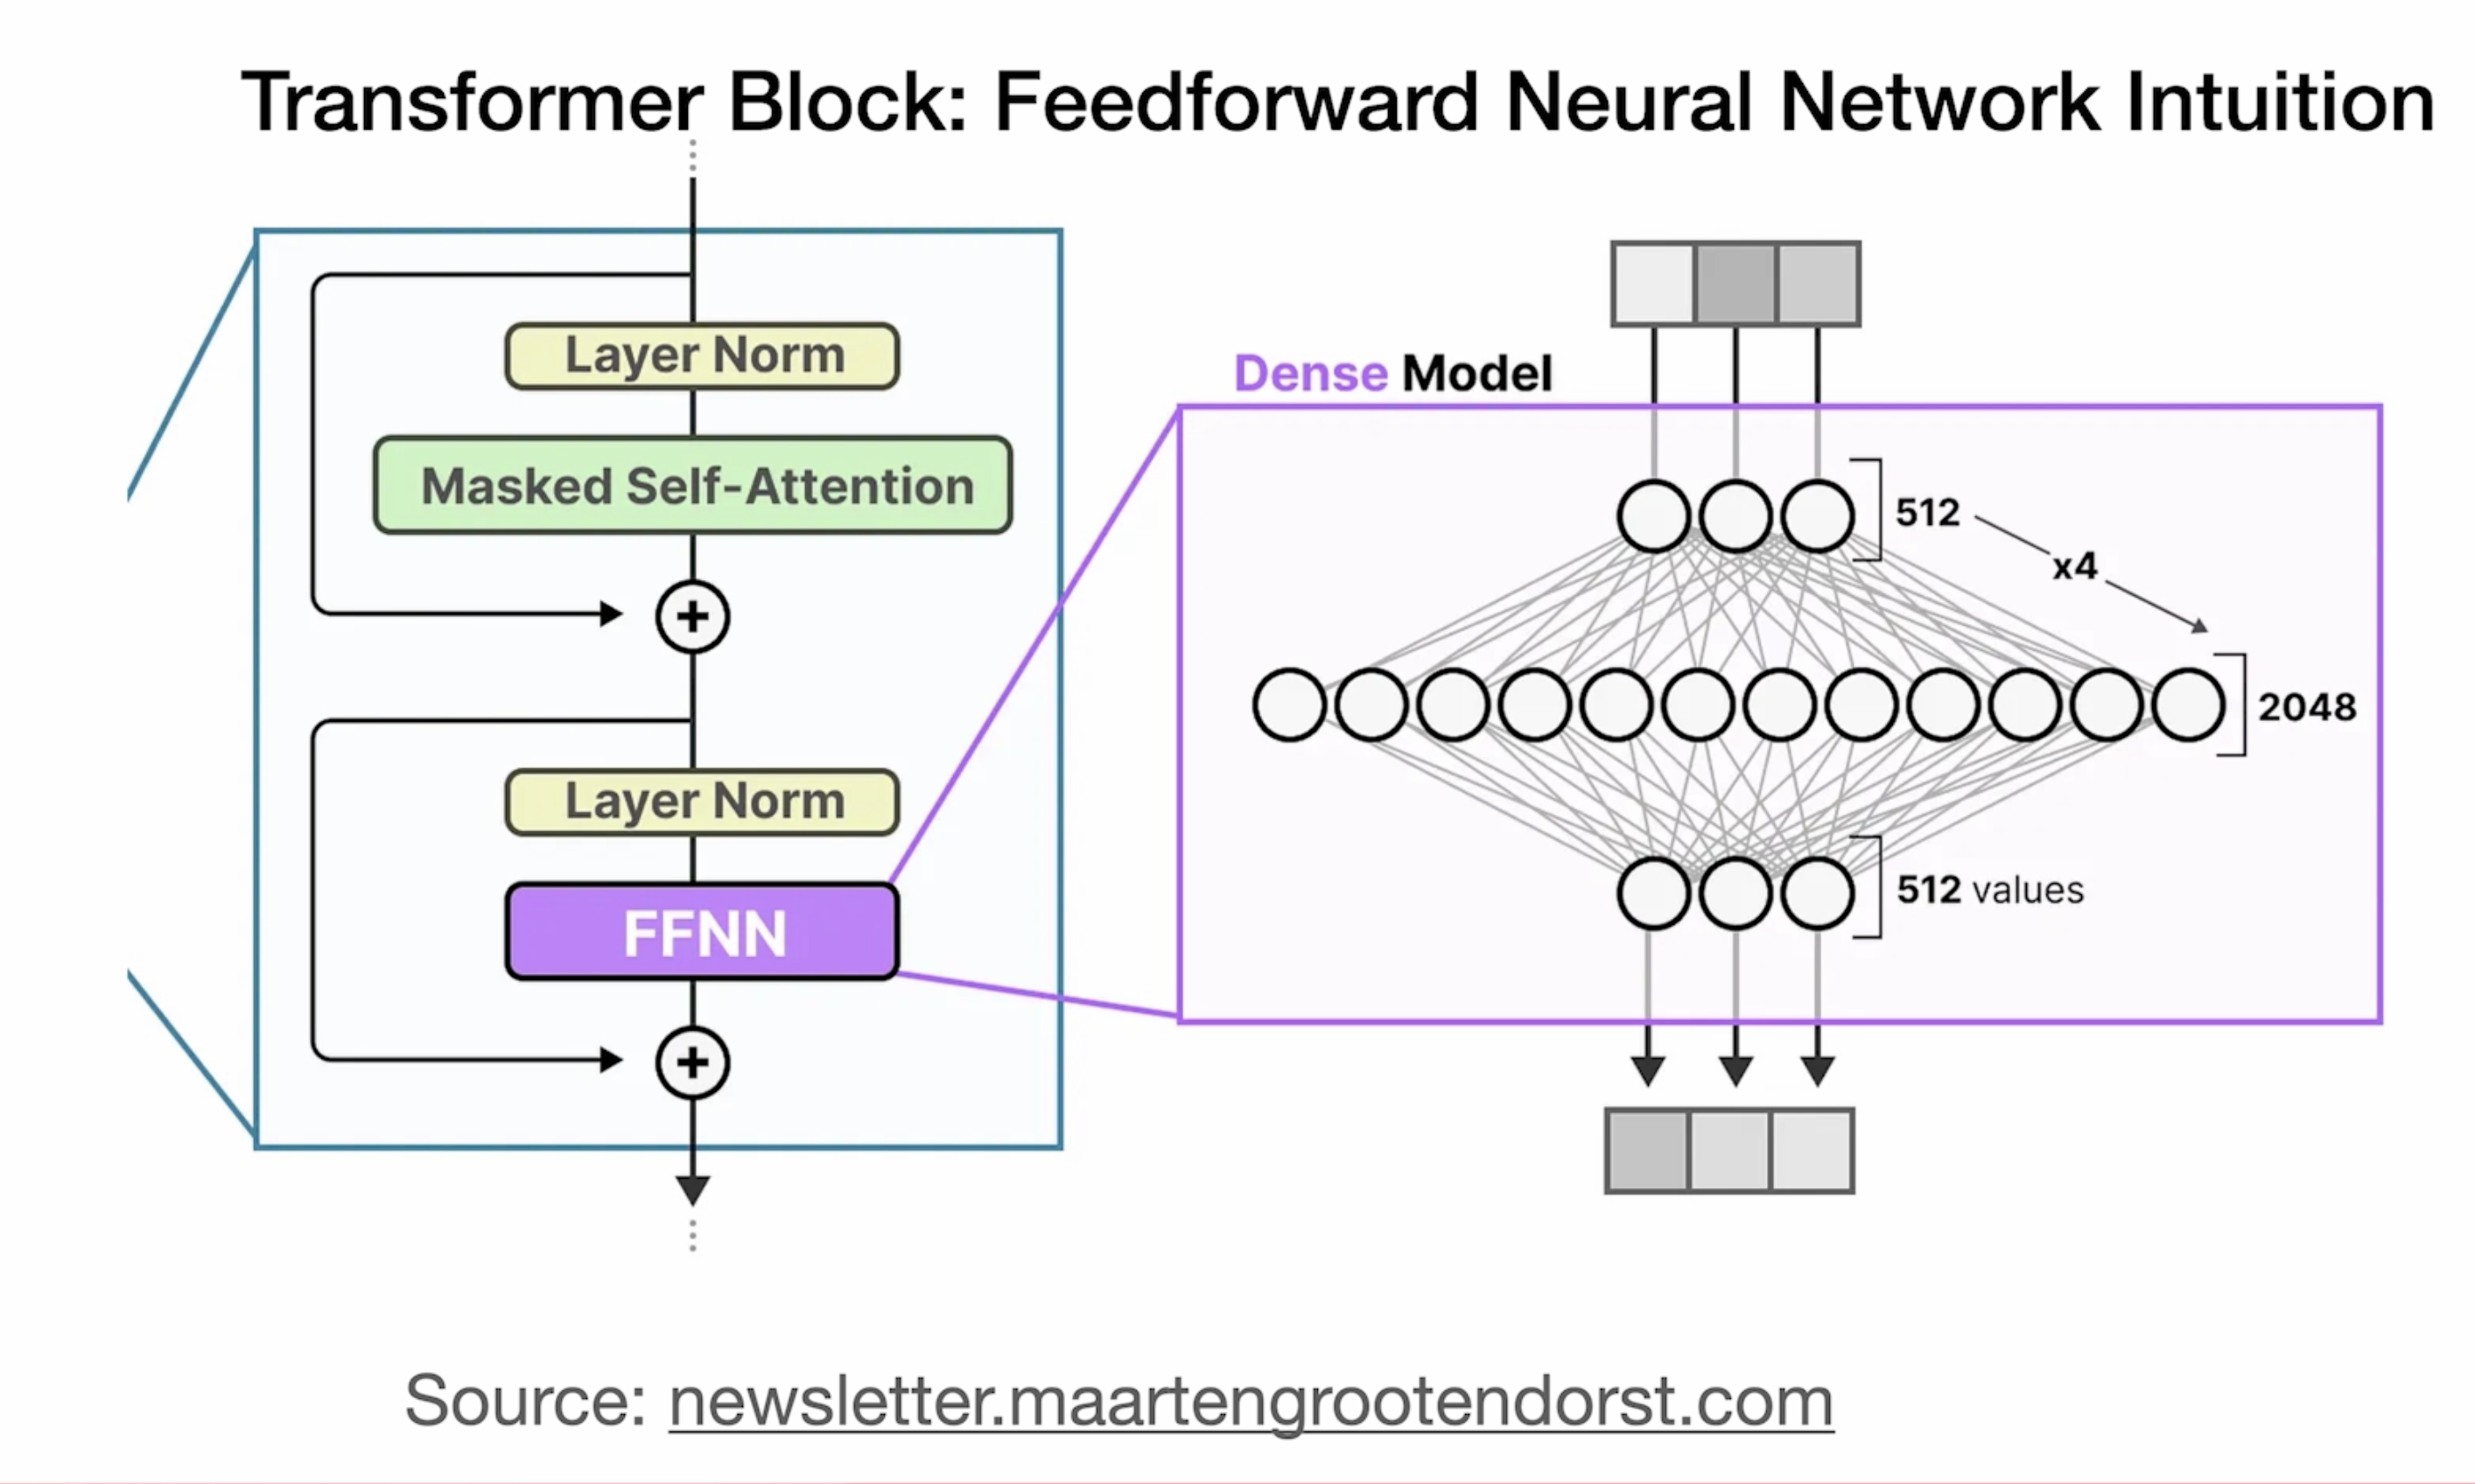 Transformer Block: Feedforward Neural Network Intuition
Layer Norm
Masked Self-Attention
+
Layer Norm
FFNN
+
Dense Model
512
x4
2048
512 values
Source: newsletter.maartengrootendorst.com